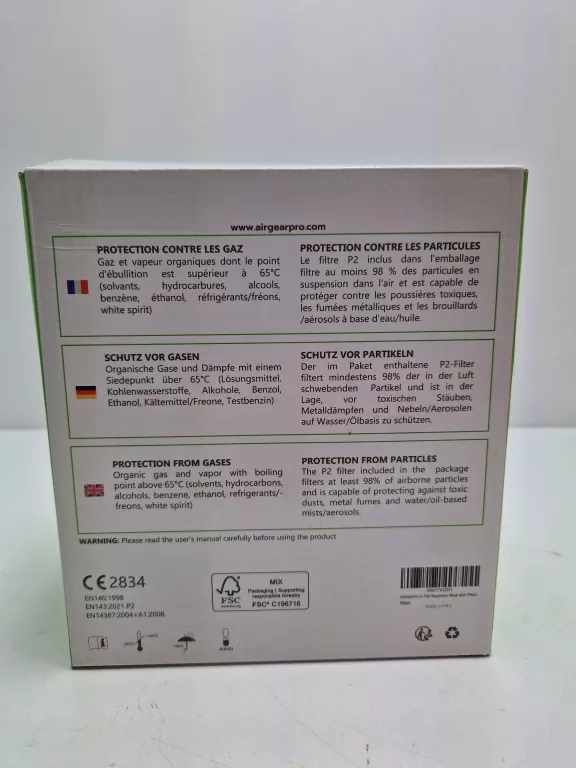 www.airgearpro.com
PROTECTION CONTRE LES GAZ
Gaz et vapeur organiques dont le point
d'ébullition est supérieur à 65°C
(solvants, hydrocarbures, alcools,
benzène, éthanol, réfrigérants/fréons,
white spirit)
PROTECTION CONTRE LES PARTICULES
Le filtre P2 inclus dans l'emballage
filtre au moins 98 % des particules en
suspension dans l'air et est capable de
protéger contre les poussières toxiques,
les fumées métalliques et les brouillards
/aérosols à base d'eau/huile.
SCHUTZ VOR GASEN
Organische Gase und Dämpfe mit einem
Siedepunkt über 65°C (Lösungsmittel,
Kohlenwasserstoffe, Alkohole, Benzol,
Ethanol, Kältemittel/Freone, Testbenzin)
SCHUTZ VOR PARTIKELN
Der im Paket enthaltene P2-Filter
filtert mindestens 98% der in der Luft
schwebenden Partikel und ist in der
Lage, vor toxischen Stäuben,
Metalldämpfen und Nebeln/Aerosolen
auf Wasser/Ölbasis zu schützen.
PROTECTION FROM GASES
Organic gas and vapor with boiling
point above 65°C (solvents, hydrocarbons,
alcohols, benzene, ethanol, refrigerants/-
freons, white spirit)
PROTECTION FROM PARTICLES
The P2 filter included in the package
filters at least 98% of airborne particles
and is capable of protecting against toxic
dusts, metal fumes and water/oil-based
mists/aerosols.
WARNING: Please read the user's manual carefully before using the product
CE 2834
EN140:1998
EN143:2021 P2
EN14387:2004+A1:2008
FSC
MIX
Packaging | Supporting
responsible forestry
FSC® C166716
Made in PRC